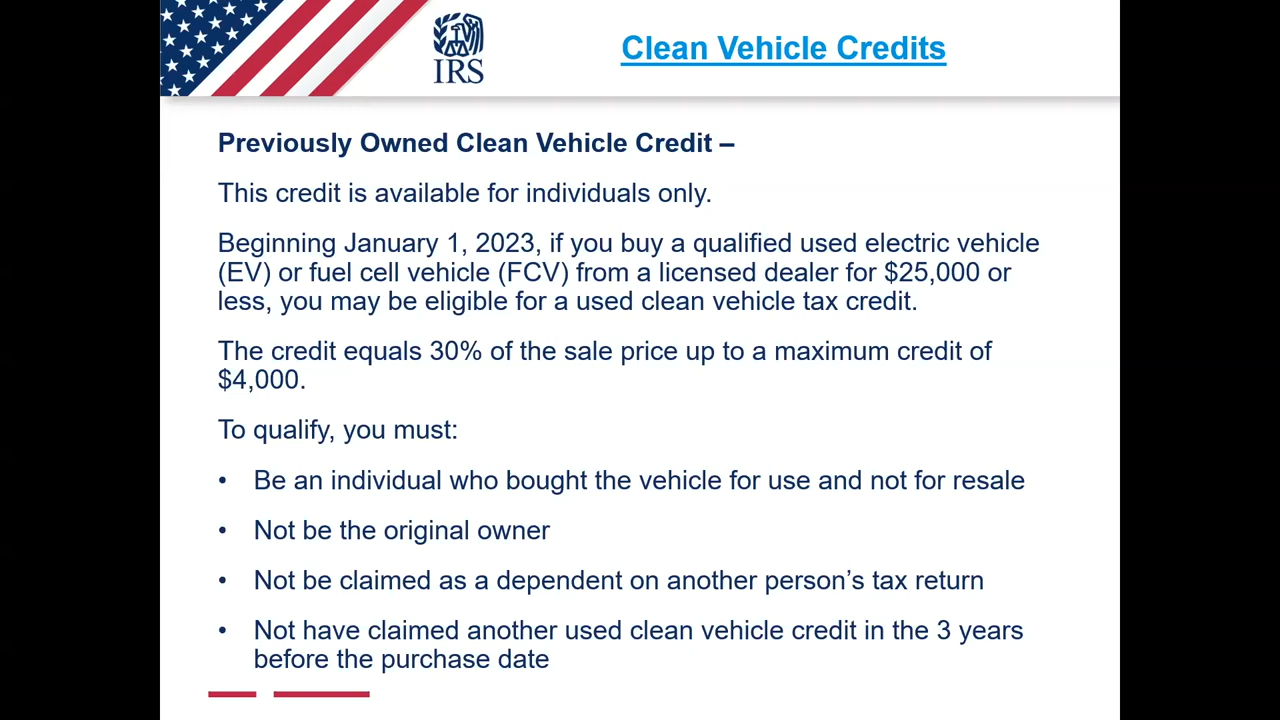 IRS
Clean Vehicle Credits
Previously Owned Clean Vehicle Credit –
This credit is available for individuals only.
Beginning January 1, 2023, if you buy a qualified used electric vehicle
(EV) or fuel cell vehicle (FCV) from a licensed dealer for $25,000 or
less, you may be eligible for a used clean vehicle tax credit.
The credit equals 30% of the sale price up to a maximum credit of
$4,000.
To qualify, you must:
• Be an individual who bought the vehicle for use and not for resale
• Not be the original owner
• Not be claimed as a dependent on another person’s tax return
• Not have claimed another used clean vehicle credit in the 3 years
before the purchase date